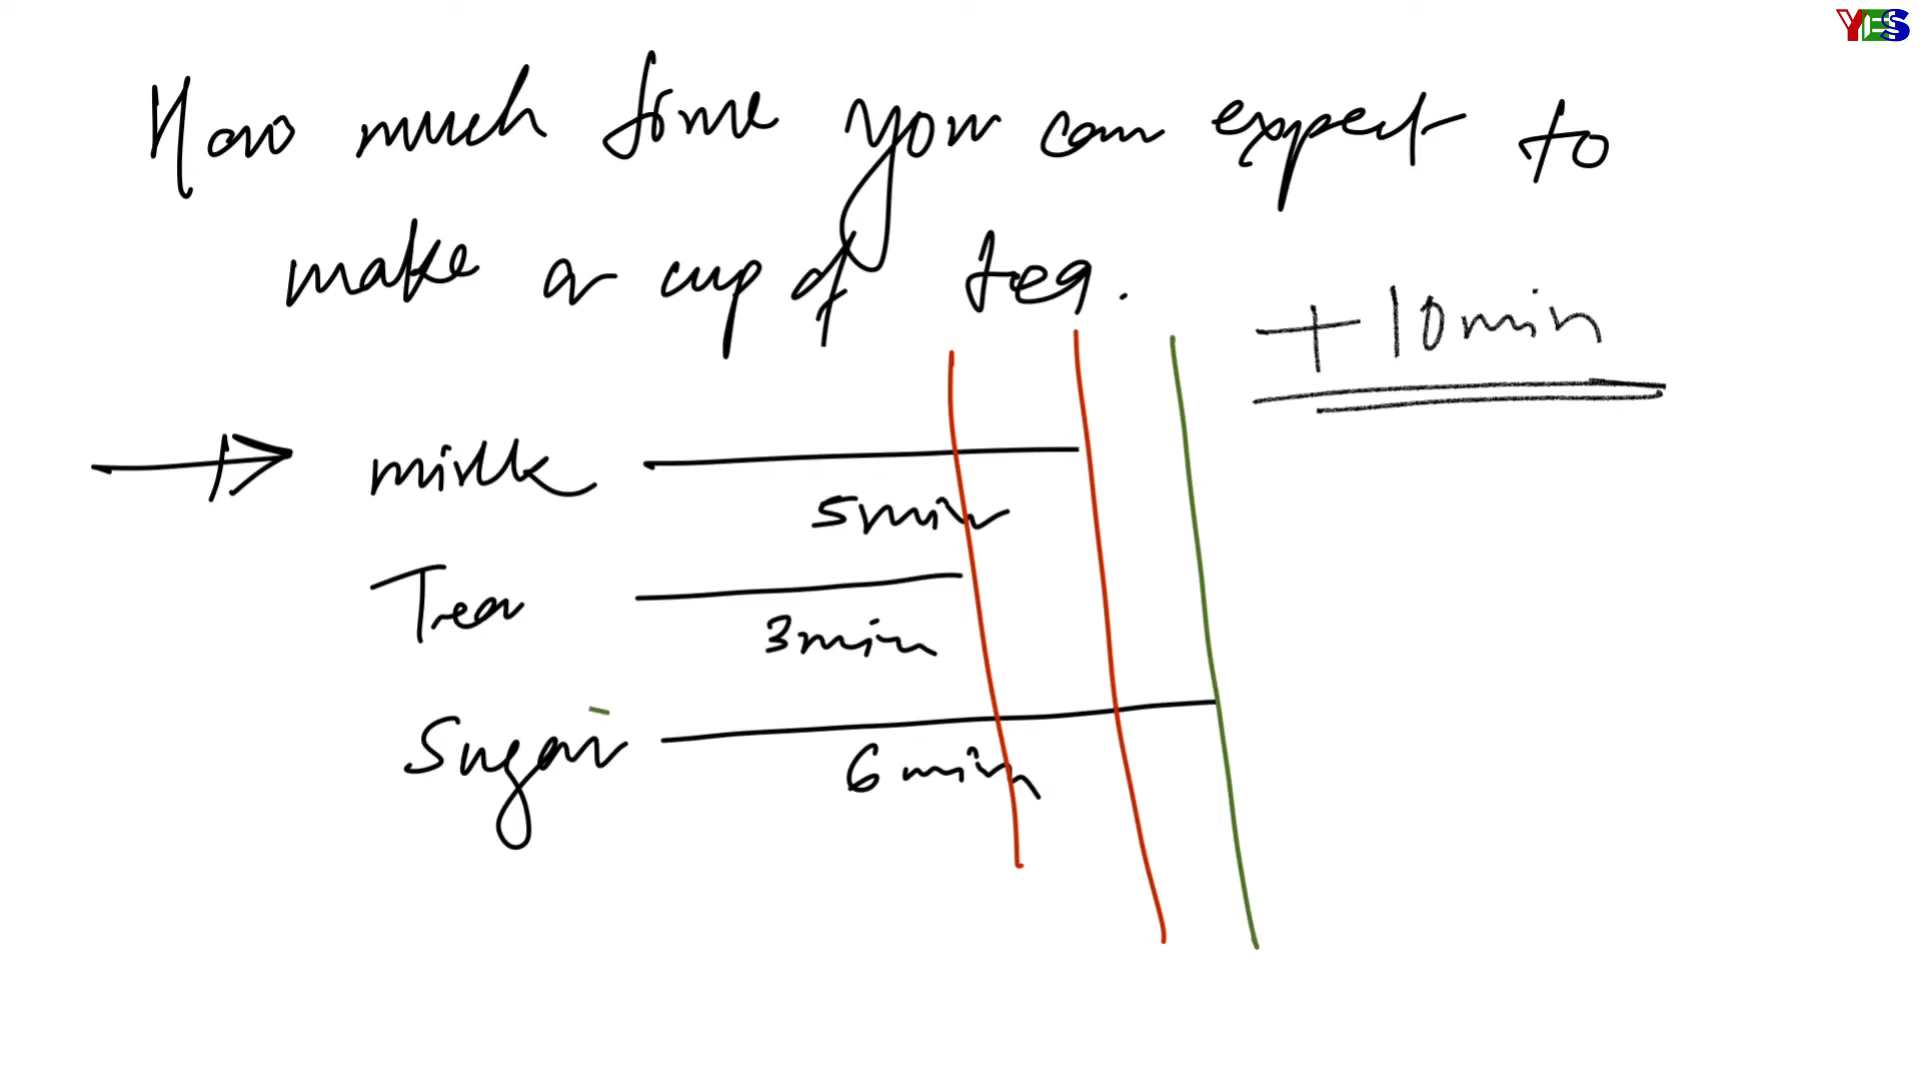 YES
How much time you can expect to
make a cup of tea.
+10min
milk
5min
Tea
3min
Sugar
6min